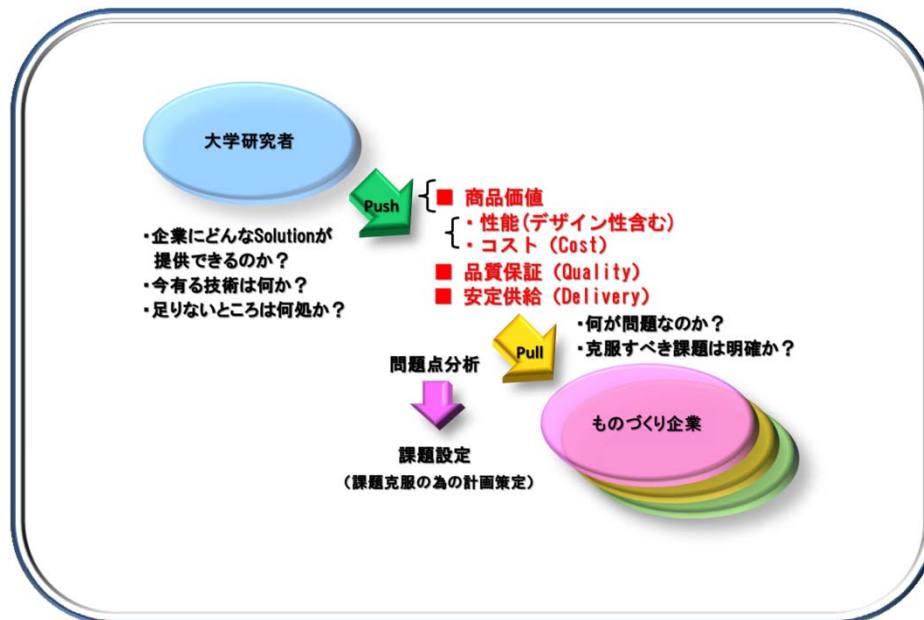 大学研究者
Push
■ 商品価値
・性能(デザイン性含む)
・コスト（Cost）
■ 品質保証（Quality）
■ 安定供給（Delivery）
・企業にどんなSolutionが
提供できるのか？
・今有る技術は何か？
・足りないところは何処か？
Pull
・何が問題なのか？
・克服すべき課題は明確か？
問題点分析
課題設定
（課題克服の為の計画策定）
ものづくり企業